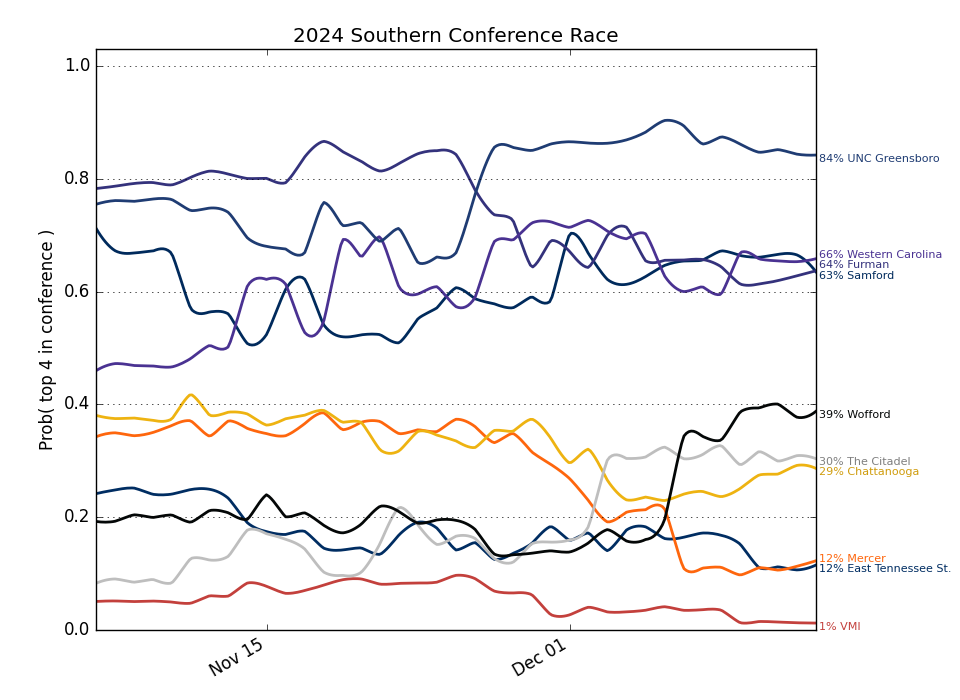 2024 Southern Conference Race
Prob( top 4 in conference )
1.0
0.8
0.6
0.4
0.2
0.0
Nov 15
Dec 01
84% UNC Greensboro
66% Western Carolina
64% Furman
63% Samford
39% Wofford
30% The Citadel
29% Chattanooga
12% Mercer
12% East Tennessee St.
1% VMI